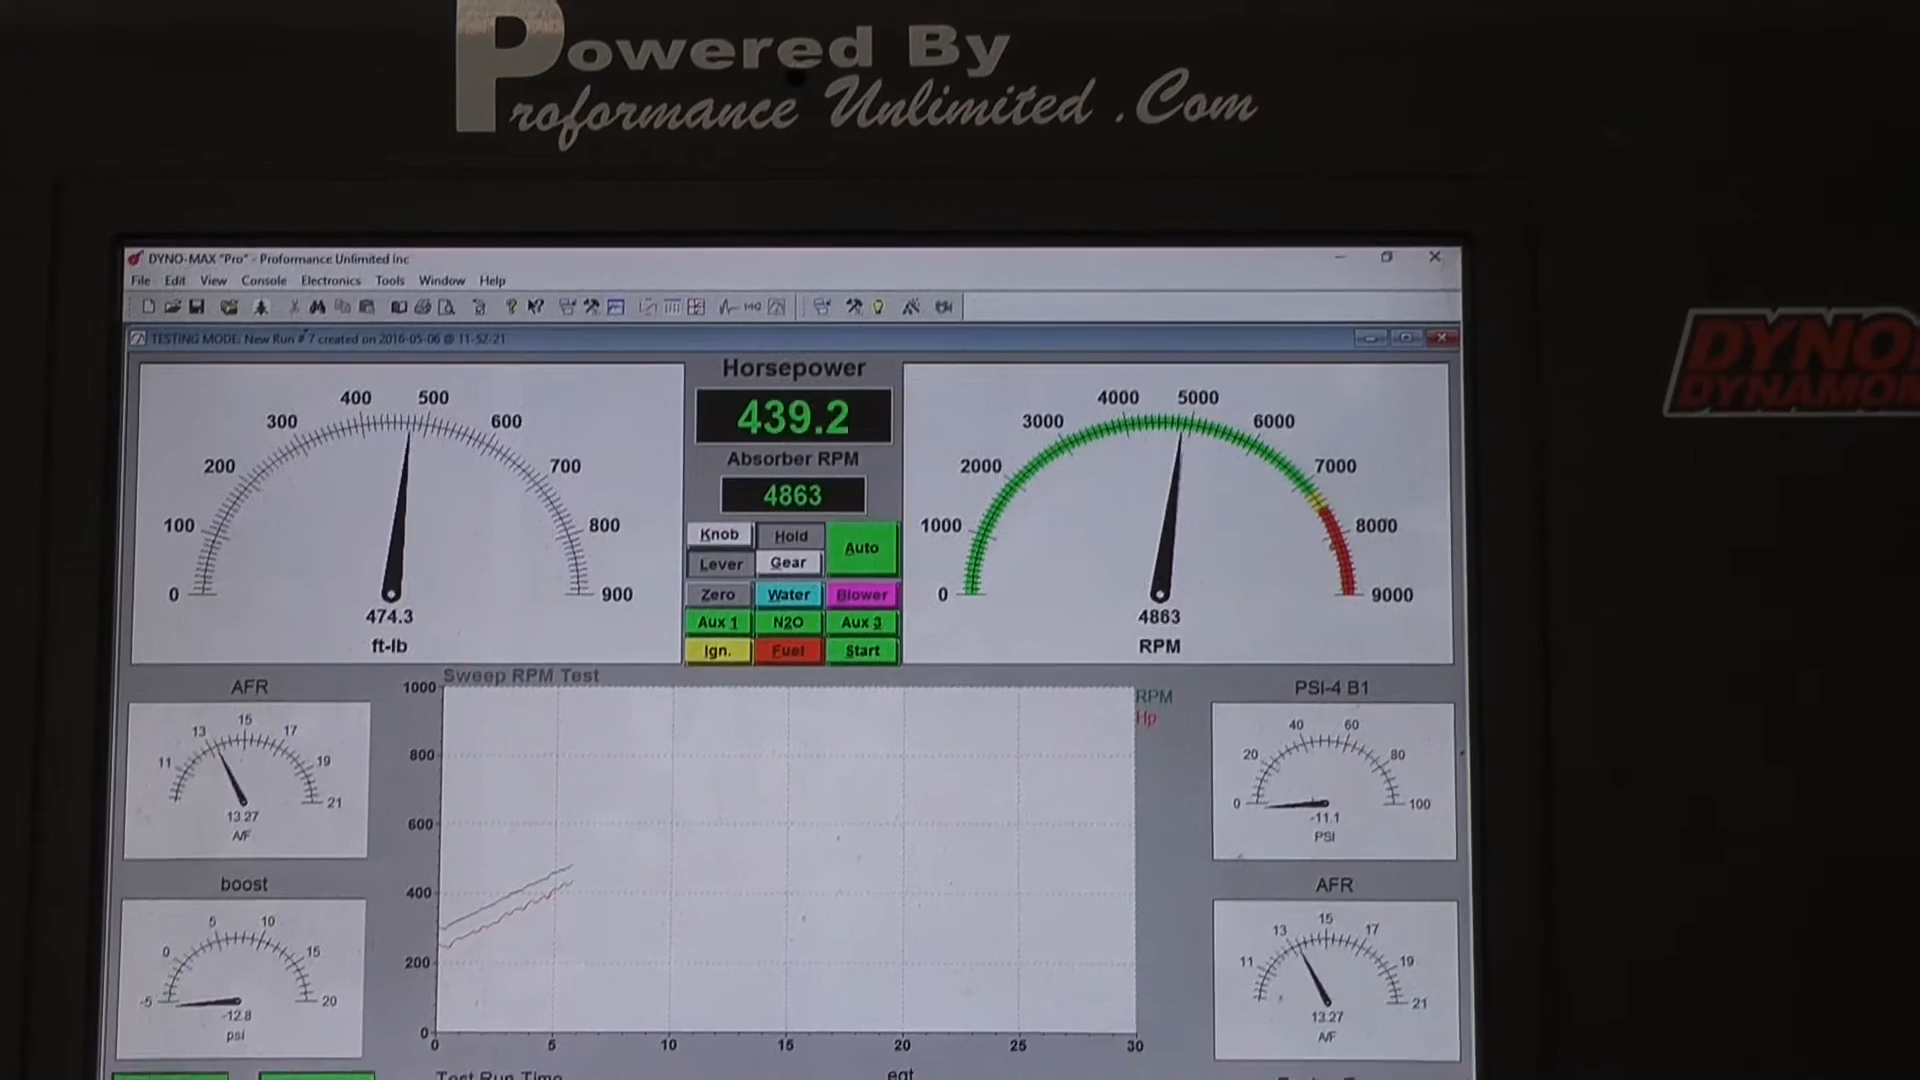 Powered By
Proformance Unlimited .Com
DYNO-MAX "Pro" - Proformance Unlimited Inc
File Edit View Console Electronics Tools Window Help
TESTING MODE: New Run # 7 created on 2016-05-06 @ 11-52-21
DYNO
DYNAMOM
0 100 200 300 400 500 600 700 800 900
474.3
ft-lb
Horsepower
439.2
Absorber RPM
4863
Knob Hold Auto
Lever Gear
Zero Water Blower
Aux 1 N2O Aux 3
Ign. Fuel Start
0 1000 2000 3000 4000 5000 6000 7000 8000 9000
4863
RPM
AFR
11 13 15 17 19 21
13.27
A/F
boost
-5 0 5 10 15 20
-12.8
psi
Sweep RPM Test
1000
800
600
400
200
0
0 5 10 15 20 25 30
RPM
Hp
Test Run Time
egt
PSI-4 B1
0 20 40 60 80 100
-11.1
PSI
AFR
11 13 15 17 19 21
13.27
A/F